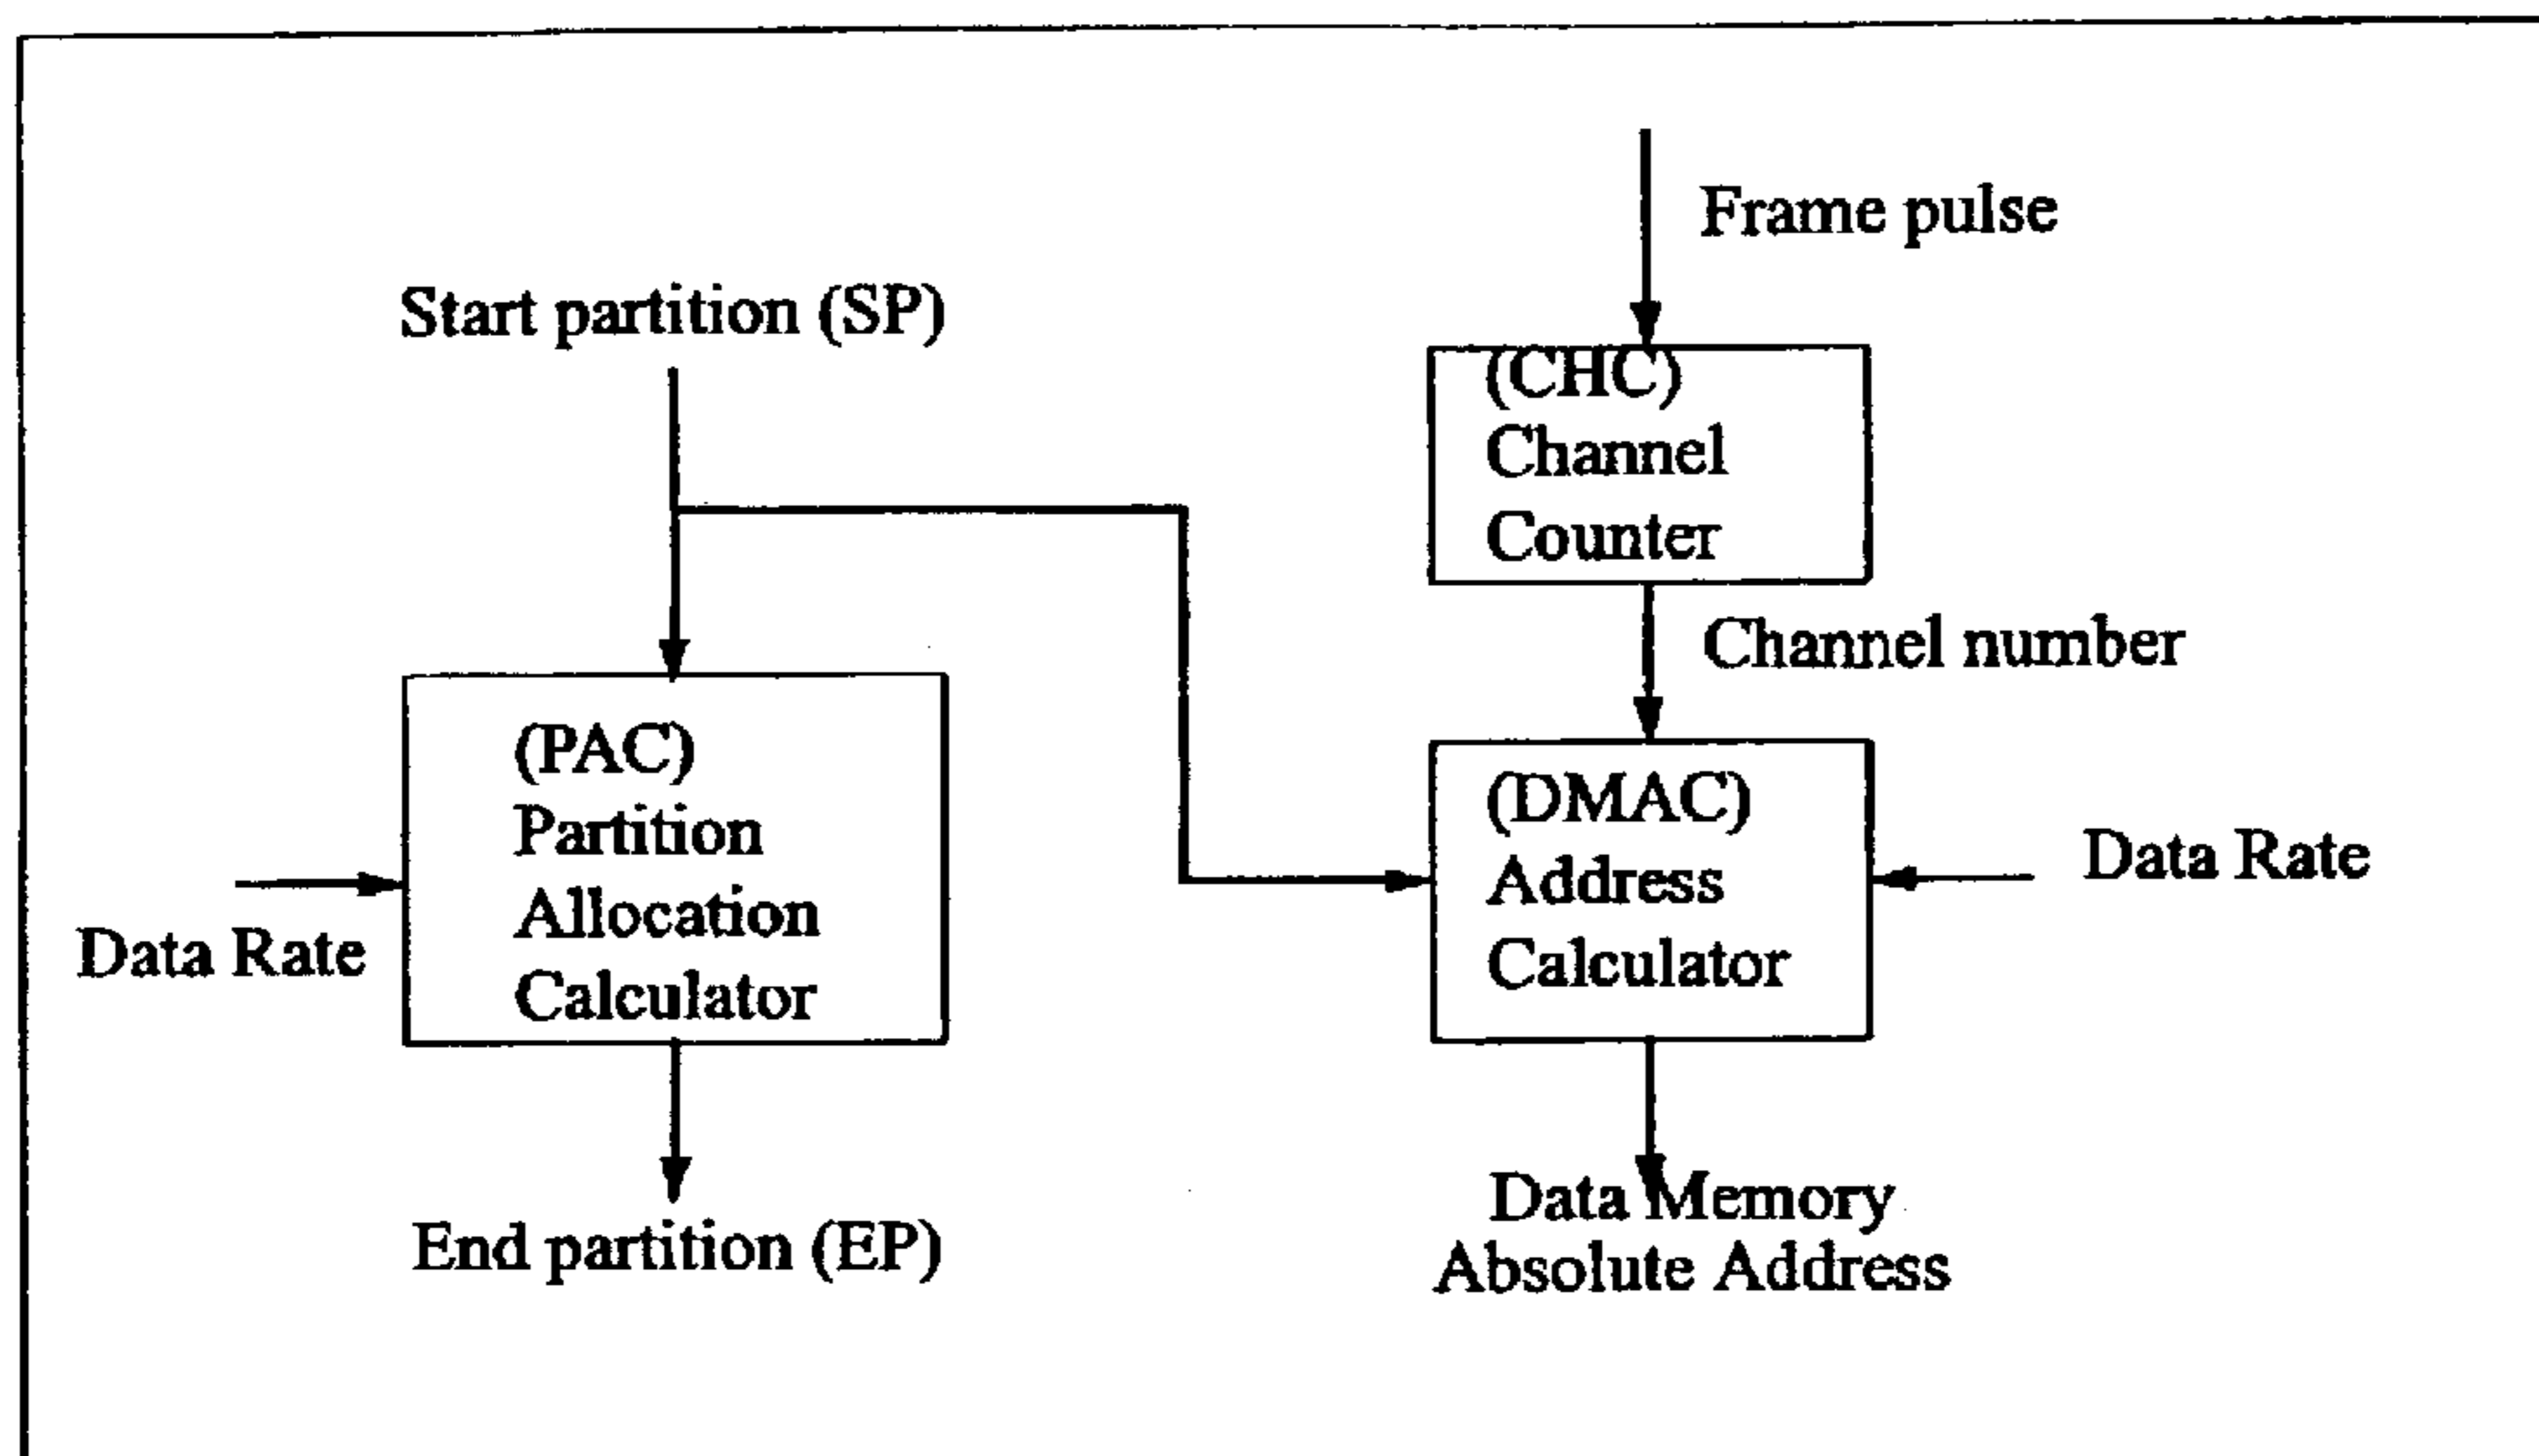 Frame pulse
Start partition (SP)
(CHC)
Channel
Counter
Channel number
(PAC)
Partition
Allocation
Calculator
(DMAC)
Address
Calculator
Data Rate
Data Rate
Data Memory
Absolute Address
End partition (EP)